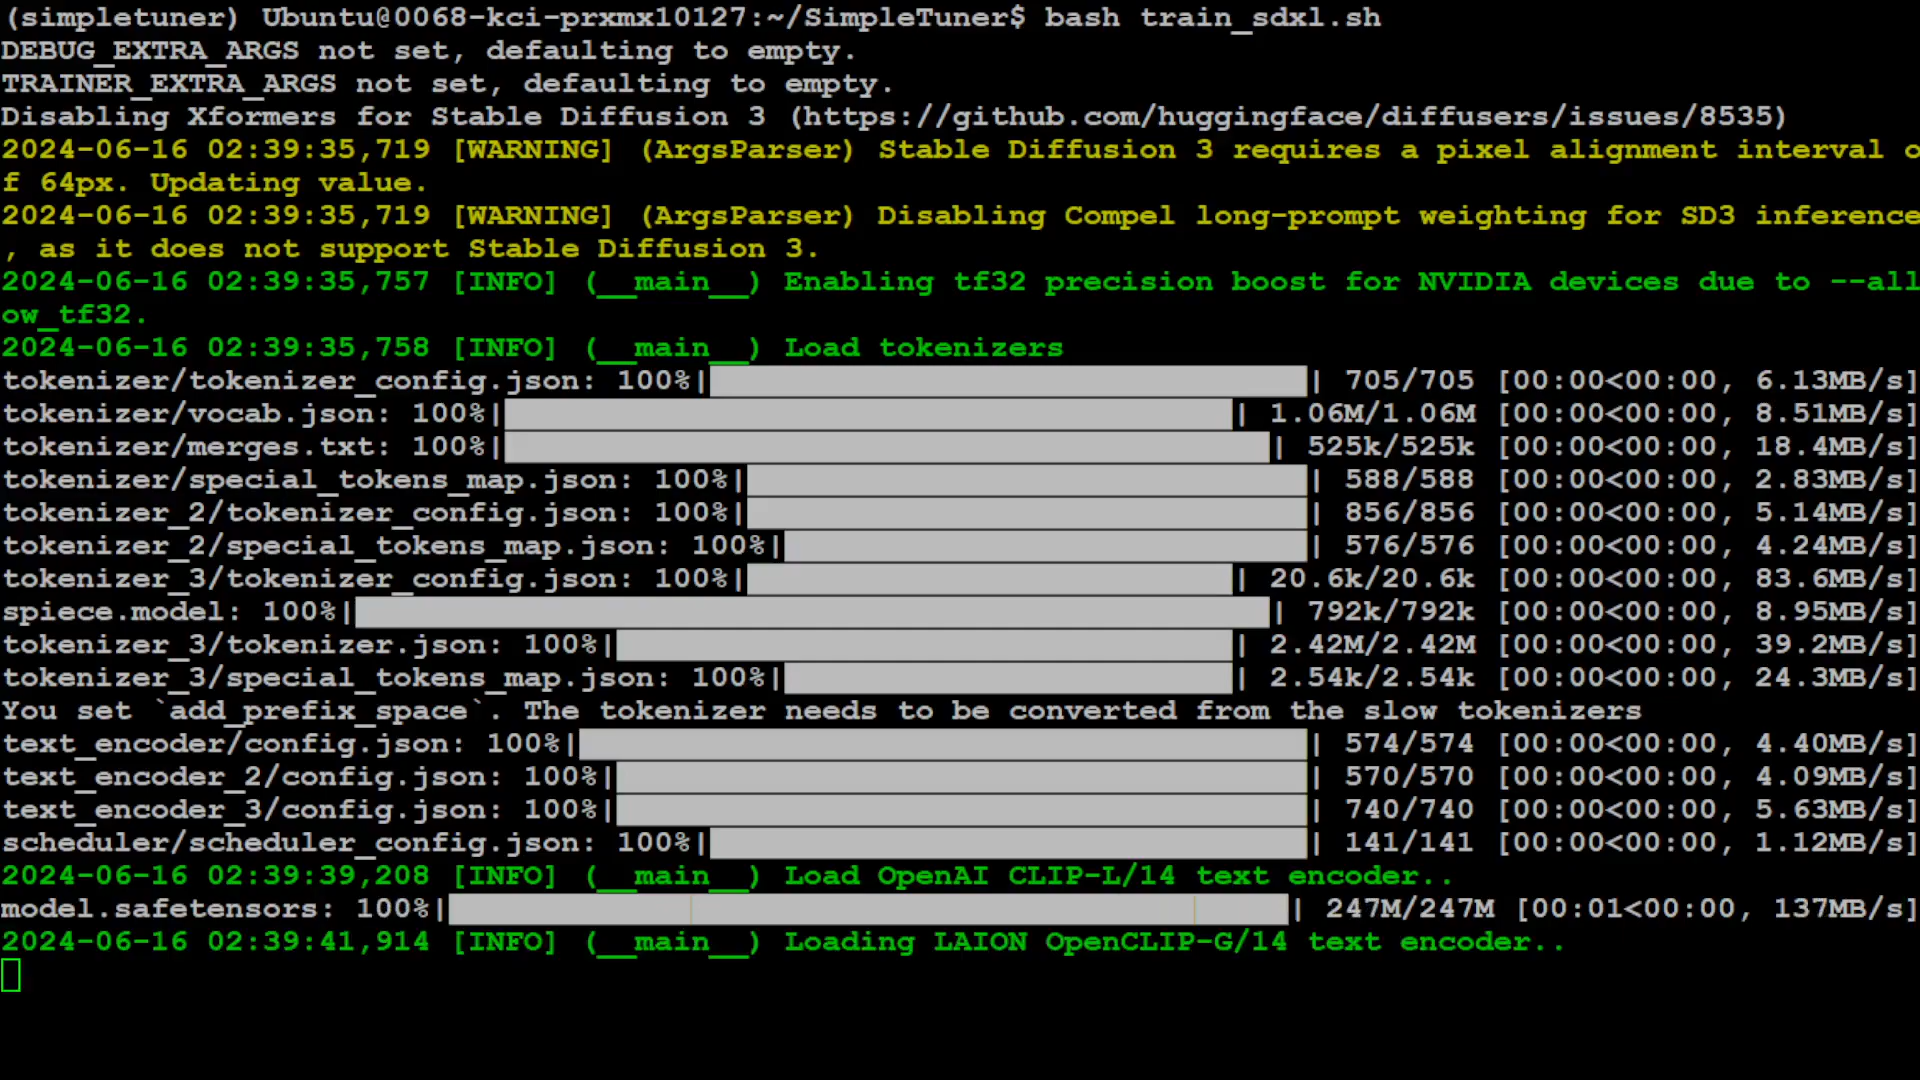 (simpletuner) Ubuntu@0068-kci-prxmx10127:~/SimpleTuner$ bash train_sdxl.sh
DEBUG_EXTRA_ARGS not set, defaulting to empty.
TRAINER_EXTRA_ARGS not set, defaulting to empty.
Disabling Xformers for Stable Diffusion 3 (https://github.com/huggingface/diffusers/issues/8535)
2024-06-16 02:39:35,719 [WARNING] (ArgsParser) Stable Diffusion 3 requires a pixel alignment interval o
f 64px. Updating value.
2024-06-16 02:39:35,719 [WARNING] (ArgsParser) Disabling Compel long-prompt weighting for SD3 inference
, as it does not support Stable Diffusion 3.
2024-06-16 02:39:35,757 [INFO] (__main__) Enabling tf32 precision boost for NVIDIA devices due to --all
ow_tf32.
2024-06-16 02:39:35,758 [INFO] (__main__) Load tokenizers
tokenizer/tokenizer_config.json: 100%| | 705/705 [00:00<00:00, 6.13MB/s]
tokenizer/vocab.json: 100%| | 1.06M/1.06M [00:00<00:00, 8.51MB/s]
tokenizer/merges.txt: 100%| | 525k/525k [00:00<00:00, 18.4MB/s]
tokenizer/special_tokens_map.json: 100%| | 588/588 [00:00<00:00, 2.83MB/s]
tokenizer_2/tokenizer_config.json: 100%| | 856/856 [00:00<00:00, 5.14MB/s]
tokenizer_2/special_tokens_map.json: 100%| | 576/576 [00:00<00:00, 4.24MB/s]
tokenizer_3/tokenizer_config.json: 100%| | 20.6k/20.6k [00:00<00:00, 83.6MB/s]
spiece.model: 100%| | 792k/792k [00:00<00:00, 8.95MB/s]
tokenizer_3/tokenizer.json: 100%| | 2.42M/2.42M [00:00<00:00, 39.2MB/s]
tokenizer_3/special_tokens_map.json: 100%| | 2.54k/2.54k [00:00<00:00, 24.3MB/s]
You set `add_prefix_space`. The tokenizer needs to be converted from the slow tokenizers
text_encoder/config.json: 100%| | 574/574 [00:00<00:00, 4.40MB/s]
text_encoder_2/config.json: 100%| | 570/570 [00:00<00:00, 4.09MB/s]
text_encoder_3/config.json: 100%| | 740/740 [00:00<00:00, 5.63MB/s]
scheduler/scheduler_config.json: 100%| | 141/141 [00:00<00:00, 1.12MB/s]
2024-06-16 02:39:39,208 [INFO] (__main__) Load OpenAI CLIP-L/14 text encoder..
model.safetensors: 100%| | 247M/247M [00:01<00:00, 137MB/s]
2024-06-16 02:39:41,914 [INFO] (__main__) Loading LAION OpenCLIP-G/14 text encoder..